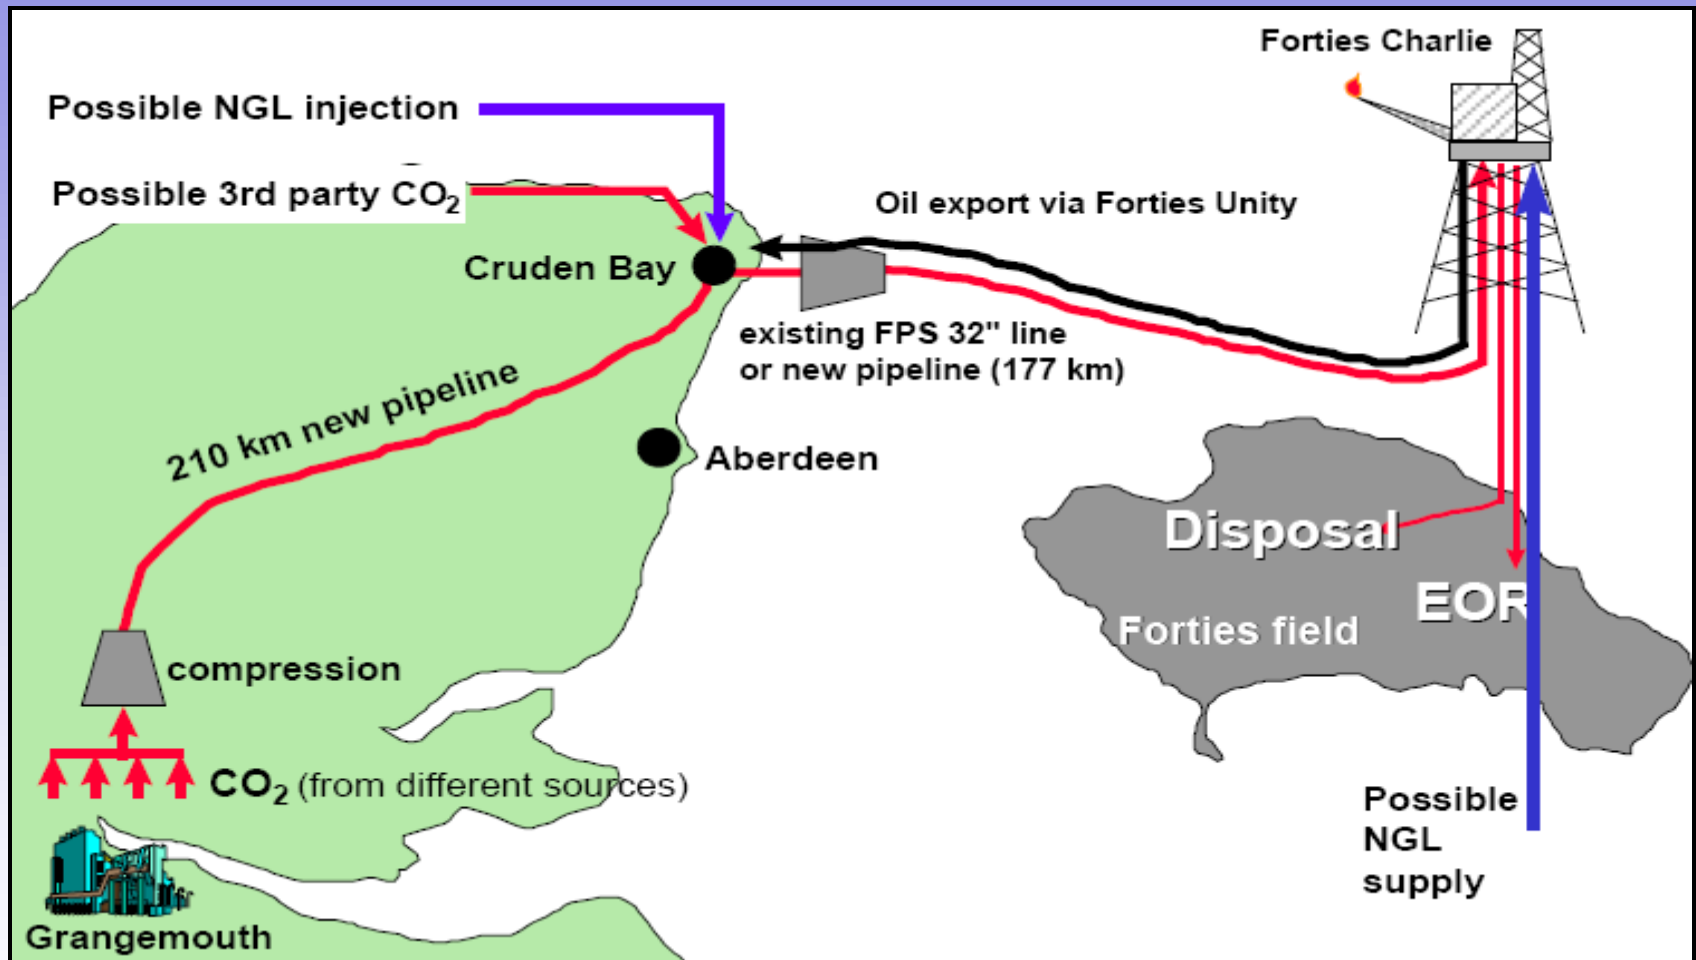 Forties Charlie
Possible NGL injection
Possible 3rd party CO₂
Oil export via Forties Unity
Cruden Bay
existing FPS 32" line
or new pipeline (177 km)
210 km new pipeline
Aberdeen
Disposal
EOR
Forties field
compression
CO₂ (from different sources)
Possible
NGL
supply
Grangemouth